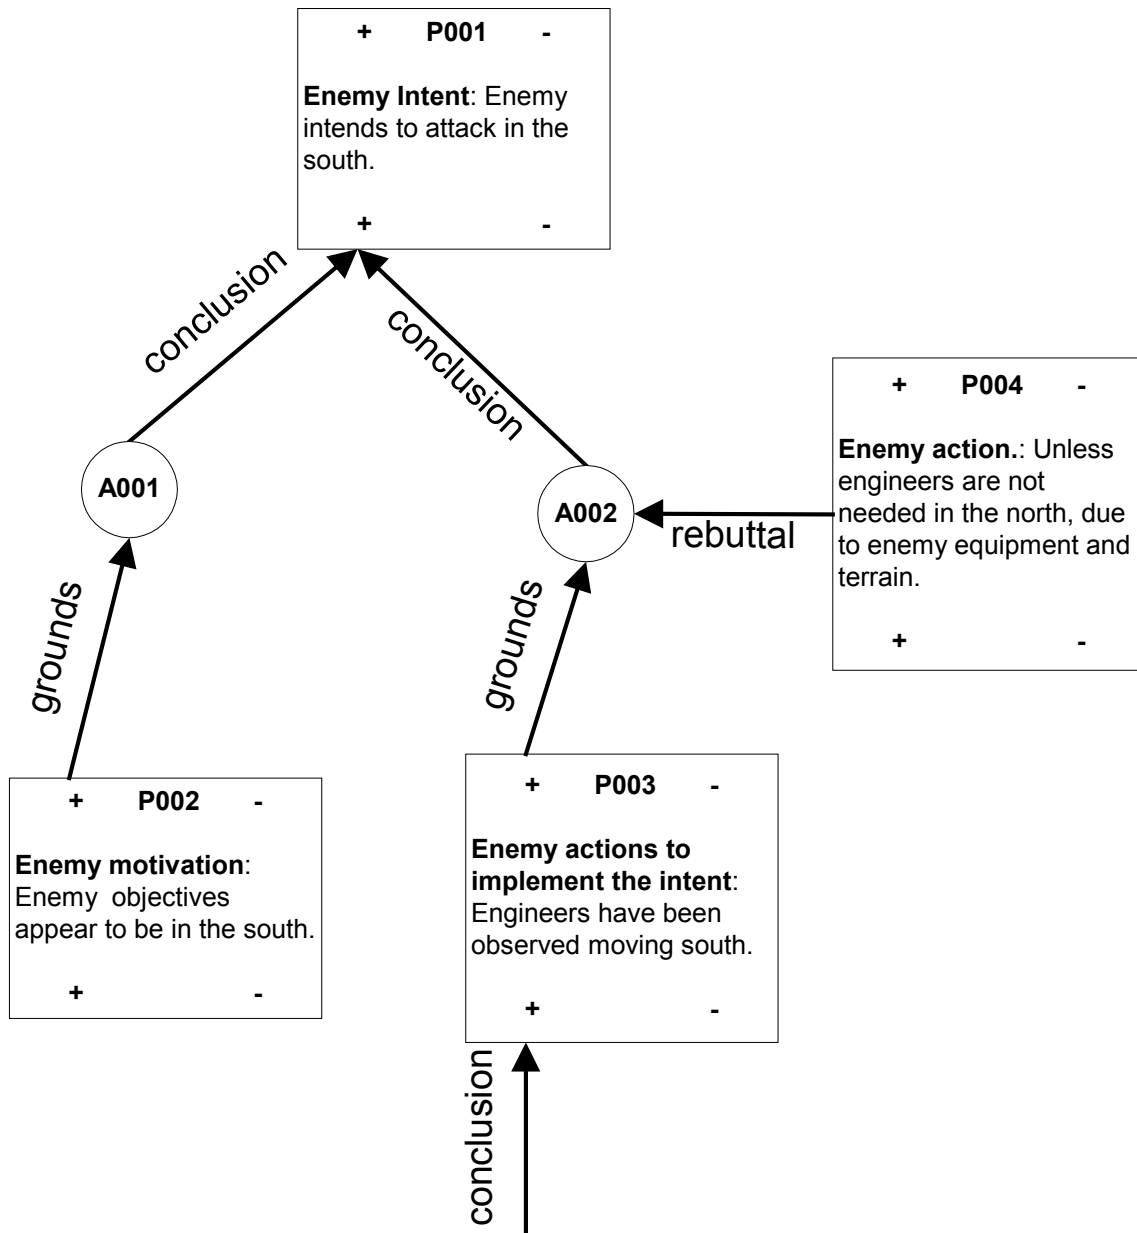 + P001 -
Enemy Intent: Enemy
intends to attack in the
south.
+ -
conclusion
conclusion
+ P004 -
Enemy action.: Unless
engineers are not
needed in the north, due
to enemy equipment and
terrain.
+ -
A001
A002
rebuttal
grounds
grounds
+ P002 -
Enemy motivation:
Enemy objectives
appear to be in the south.
+ -
+ P003 -
Enemy actions to
implement the intent:
Engineers have been
observed moving south.
+ -
conclusion